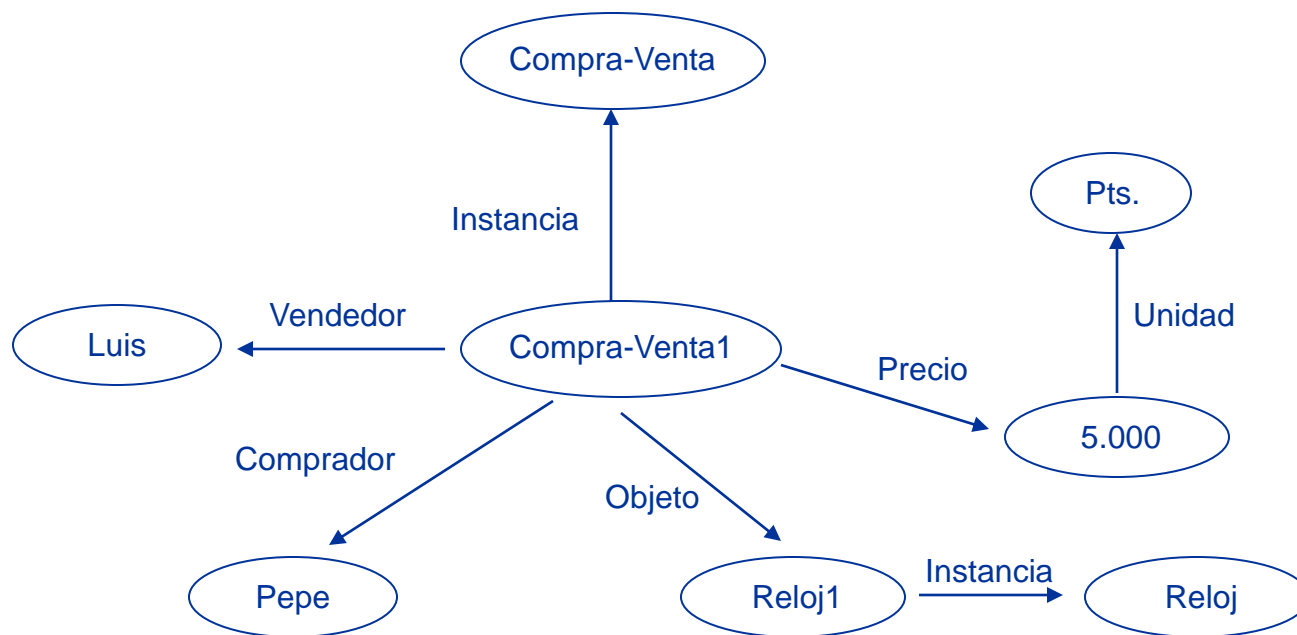 Compra-Venta
Pts.
Instancia
Vendedor
Unidad
Luis
Compra-Venta1
Precio
5.000
Comprador
Objeto
Instancia
Pepe
Reloj1
Reloj